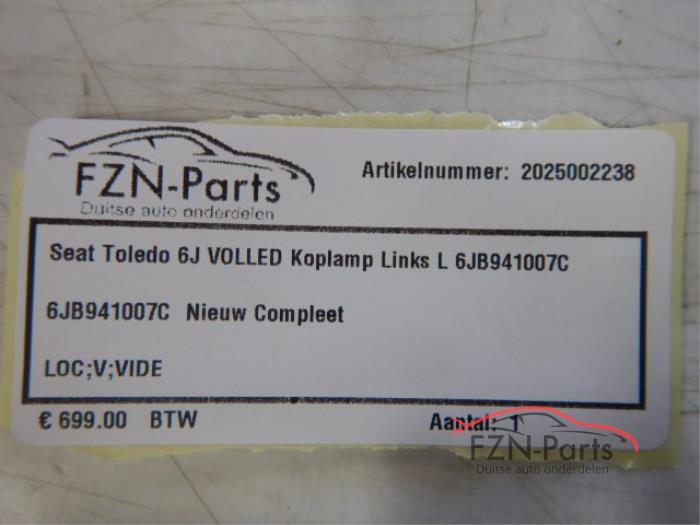 FZN-Parts
Duitse auto onderdelen
Artikelnummer: 2025002238
Seat Toledo 6J VOLLED Koplamp Links L 6JB941007C
6JB941007C Nieuw Compleet
LOC;V;VIDE
€ 699.00 BTW
Aantal: 1
FZN-Parts
Duitse auto onderdelen